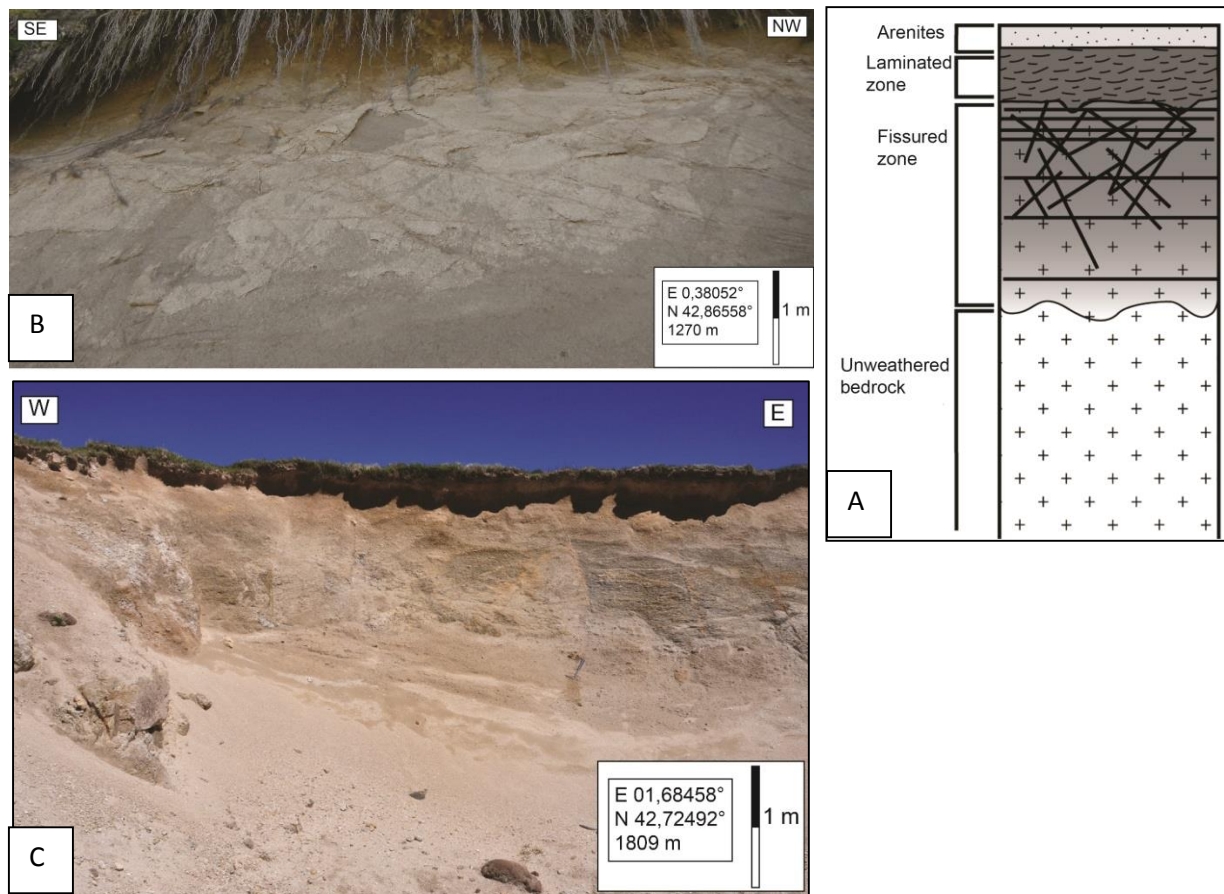 SE
NW
B
E 0,38052°
N 42,86558°
1270 m
1 m
W
E
C
E 01,68458°
N 42,72492°
1809 m
1 m
Arenites
Laminated
zone
Fissured
zone
Unweathered
bedrock
A